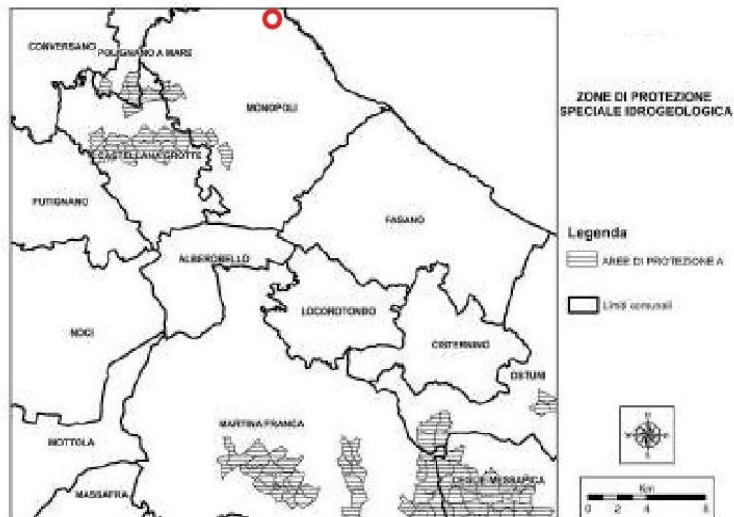 CONVERSANO
POLIGNANO A MARE
MONOPOLI
CASTELLANA GROTTE
PUTIGNANO
FASANO
ALBEROBELLO
LOCOROTONDO
NOCI
CISTERNINO
OSTUNI
MARTINA FRANCA
MOTTOLA
CEGLIE MESSAPICA
MASSAFRA
ZONE DI PROTEZIONE
SPECIALE IDROGEOLOGICA
Legenda
AREE DI PROTEZIONE A
Limiti comunali
N
W E
S
Km
0 2 4 8